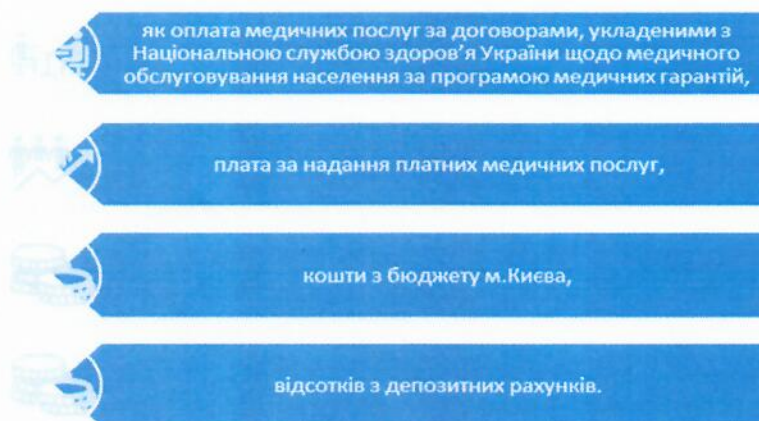 як оплата медичних послуг за договорами, укладеними з
Національною службою здоров’я України щодо медичного
обслуговування населення за програмою медичних гарантій,
плата за надання платних медичних послуг,
кошти з бюджету м.Києва,
відсотків з депозитних рахунків.